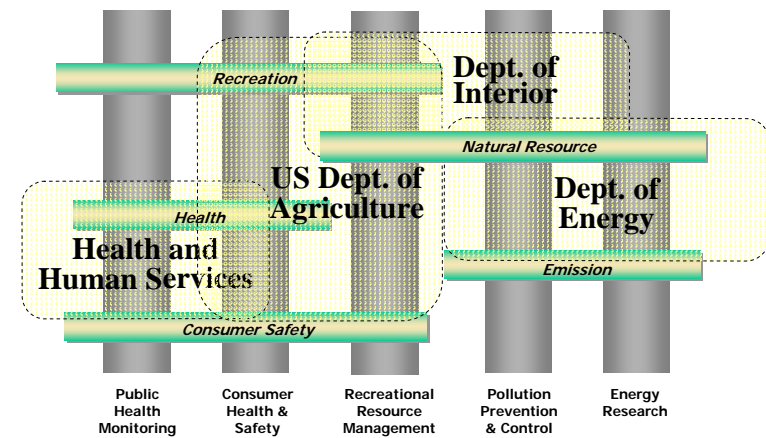 Recreation
Dept. of
Interior
Natural Resource
US Dept. of
Agriculture
Dept. of
Energy
Health
Health and
Human Services
Emission
Consumer Safety
Public
Health
Monitoring
Consumer
Health &
Safety
Recreational
Resource
Management
Pollution
Prevention
& Control
Energy
Research